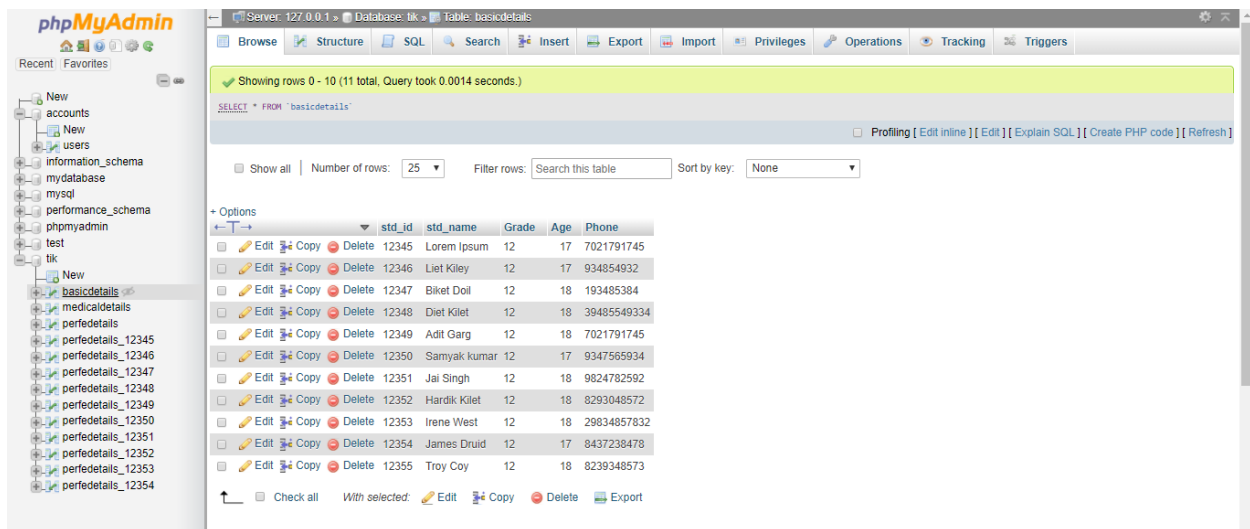 phpMyAdmin
Recent Favorites
New
accounts
New
users
information_schema
mydatabase
mysql
performance_schema
phpmyadmin
test
tik
New
basicdetails
medicaldetails
perfedetails
perfedetails_12345
perfedetails_12346
perfedetails_12347
perfedetails_12348
perfedetails_12349
perfedetails_12350
perfedetails_12351
perfedetails_12352
perfedetails_12353
perfedetails_12354
Server: 127.0.0.1 » Database: tik » Table: basicdetails
Browse Structure SQL Search Insert Export Import Privileges Operations Tracking Triggers
Showing rows 0 - 10 (11 total, Query took 0.0014 seconds.)
SELECT * FROM `basicdetails`
Profiling [ Edit inline ] [ Edit ] [ Explain SQL ] [ Create PHP code ] [ Refresh ]
Show all | Number of rows: 25 Filter rows: Search this table Sort by key: None
+ Options
←T→ std_id std_name Grade Age Phone
Edit Copy Delete 12345 Lorem Ipsum 12 17 7021791745
Edit Copy Delete 12346 Liet Kiley 12 17 934854932
Edit Copy Delete 12347 Biket Doil 12 18 193485384
Edit Copy Delete 12348 Diet Kilet 12 18 39485549334
Edit Copy Delete 12349 Adit Garg 12 18 7021791745
Edit Copy Delete 12350 Samyak kumar 12 17 9347565934
Edit Copy Delete 12351 Jai Singh 12 18 9824782592
Edit Copy Delete 12352 Hardik Kilet 12 18 8293048572
Edit Copy Delete 12353 Irene West 12 18 29834857832
Edit Copy Delete 12354 James Druid 12 17 8437238478
Edit Copy Delete 12355 Troy Coy 12 18 8239348573
Check all With selected: Edit Copy Delete Export